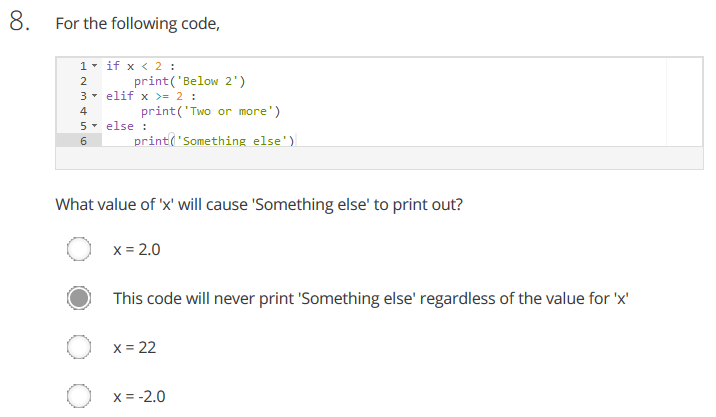 8. For the following code,
1 if x < 2 :
2 print('Below 2')
3 elif x >= 2 :
4 print('Two or more')
5 else :
6 print('Something else')
What value of 'x' will cause 'Something else' to print out?
x = 2.0
This code will never print 'Something else' regardless of the value for 'x'
x = 22
x = -2.0